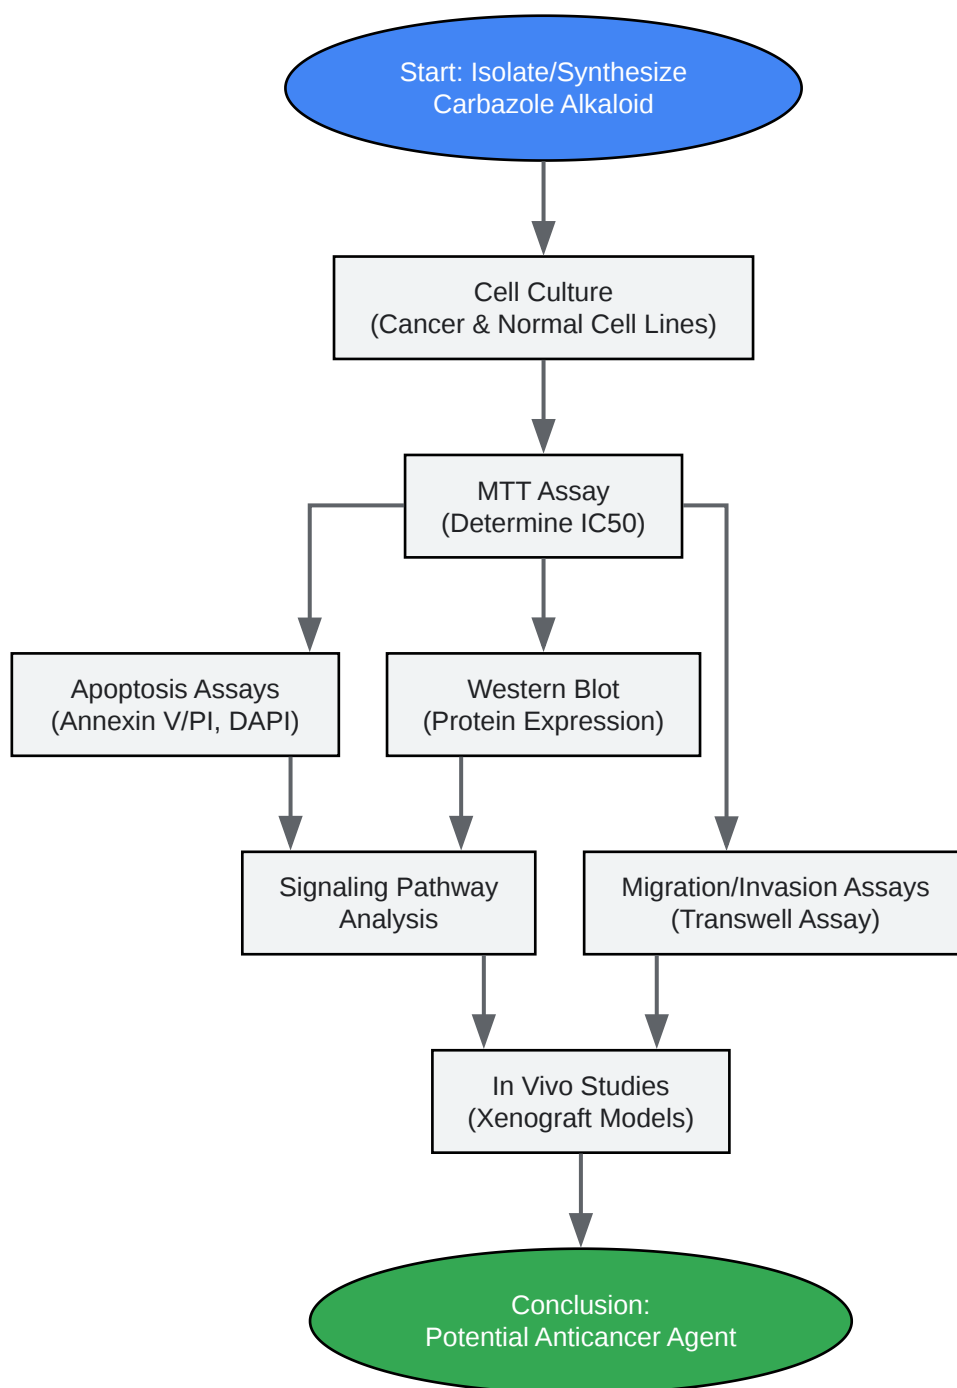 Start: Isolate/Synthesize
Carbazole Alkaloid
Cell Culture
(Cancer & Normal Cell Lines)
MTT Assay
(Determine IC50)
Apoptosis Assays
(Annexin V/PI, DAPI)
Western Blot
(Protein Expression)
Signaling Pathway
Analysis
Migration/Invasion Assays
(Transwell Assay)
In Vivo Studies
(Xenograft Models)
Conclusion:
Potential Anticancer Agent